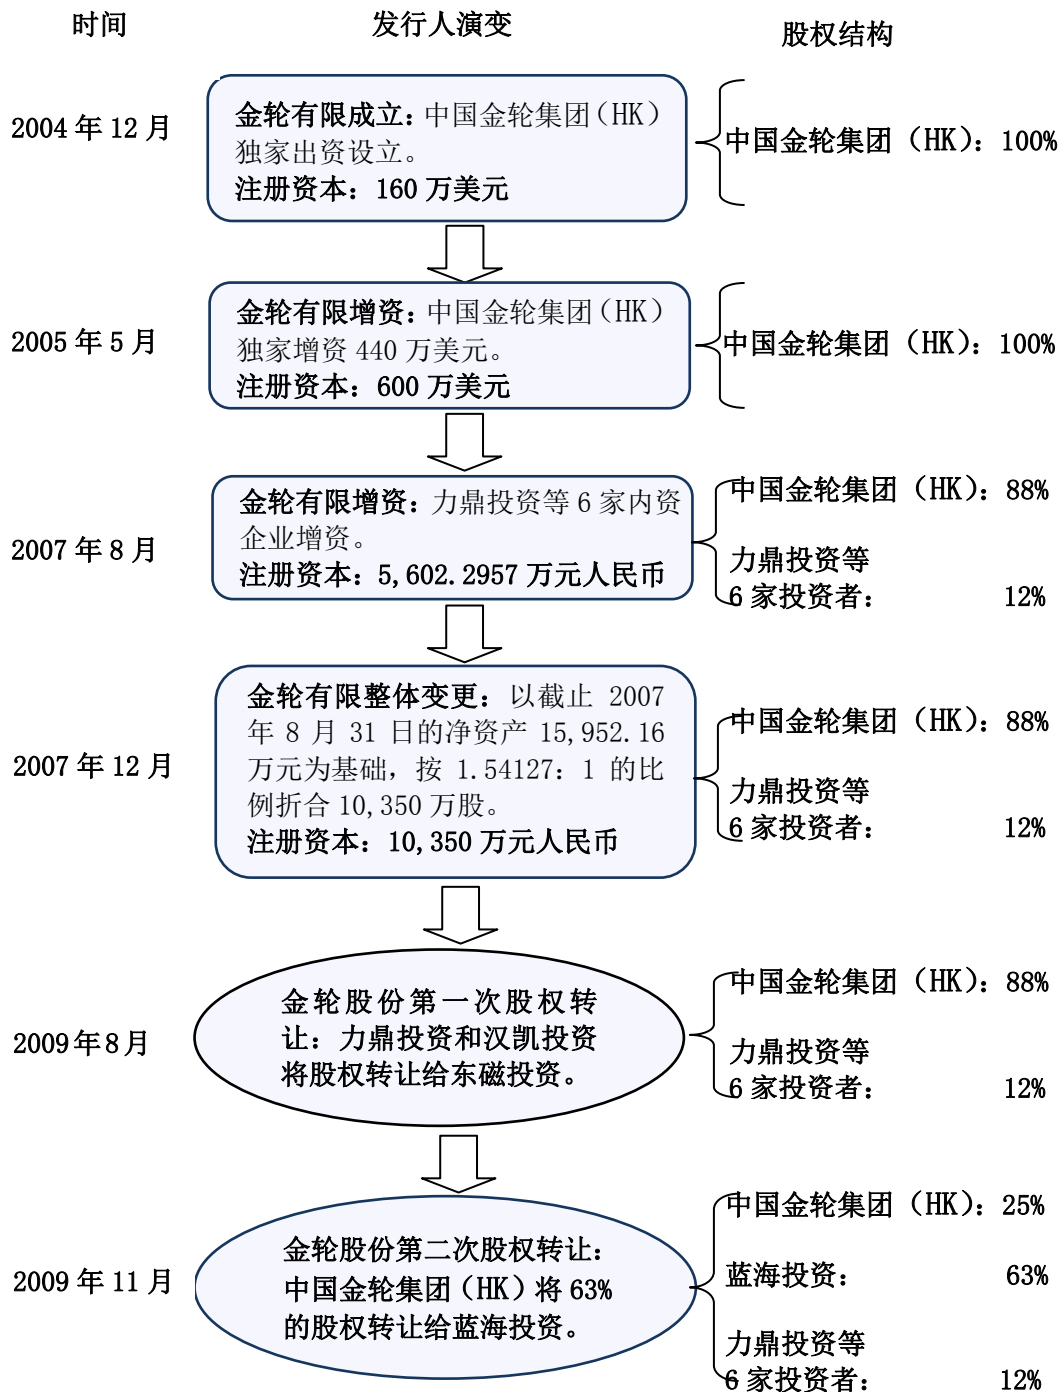 时间
发行人演变
股权结构
2004 年 12 月
金轮有限成立：中国金轮集团（HK）
独家出资设立。
注册资本：160 万美元
中国金轮集团（HK）：100%
2005 年 5 月
金轮有限增资：中国金轮集团（HK）
独家增资 440 万美元。
注册资本：600 万美元
中国金轮集团（HK）：100%
2007 年 8 月
金轮有限增资：力鼎投资等 6 家内资
企业增资。
注册资本：5,602.2957 万元人民币
中国金轮集团（HK）：88%
力鼎投资等
6 家投资者： 12%
2007 年 12 月
金轮有限整体变更：以截止 2007
年 8 月 31 日的净资产 15,952.16
万元为基础，按 1.54127：1 的比
例折合 10,350 万股。
注册资本：10,350 万元人民币
中国金轮集团（HK）：88%
力鼎投资等
6 家投资者： 12%
2009 年 8 月
金轮股份第一次股权转
让：力鼎投资和汉凯投资
将股权转让给东磁投资。
中国金轮集团（HK）：88%
力鼎投资等
6 家投资者： 12%
2009 年 11 月
金轮股份第二次股权转让：
中国金轮集团（HK）将 63%
的股权转让给蓝海投资。
中国金轮集团（HK）：25%
蓝海投资： 63%
力鼎投资等
6 家投资者： 12%